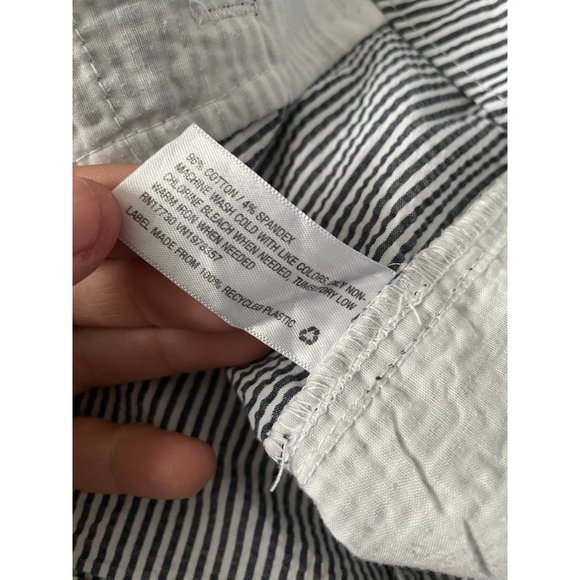 96% COTTON / 4% SPANDEX
MACHINE WASH COLD WITH LIKE COLORS, ONLY NON-
CHLORINE BLEACH WHEN NEEDED, TUMBLE DRY LOW
WARM IRON WHEN NEEDED
RN17730 VN1976357
LABEL MADE FROM 100% RECYCLED PLASTIC